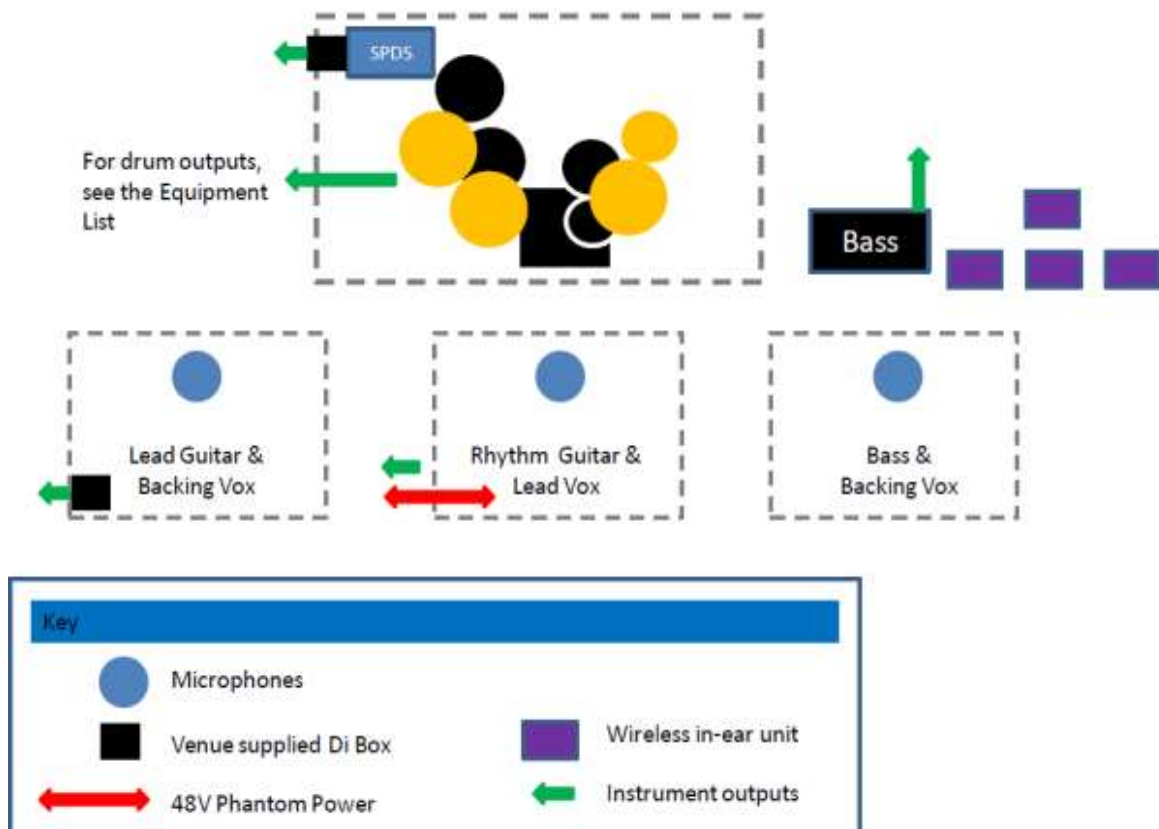 SPDS
For drum outputs,
see the Equipment
List
Bass
Lead Guitar &
Backing Vox
Rhythm Guitar &
Lead Vox
Bass &
Backing Vox
Key
Microphones
Venue supplied Di Box
Wireless in-ear unit
48V Phantom Power
Instrument outputs